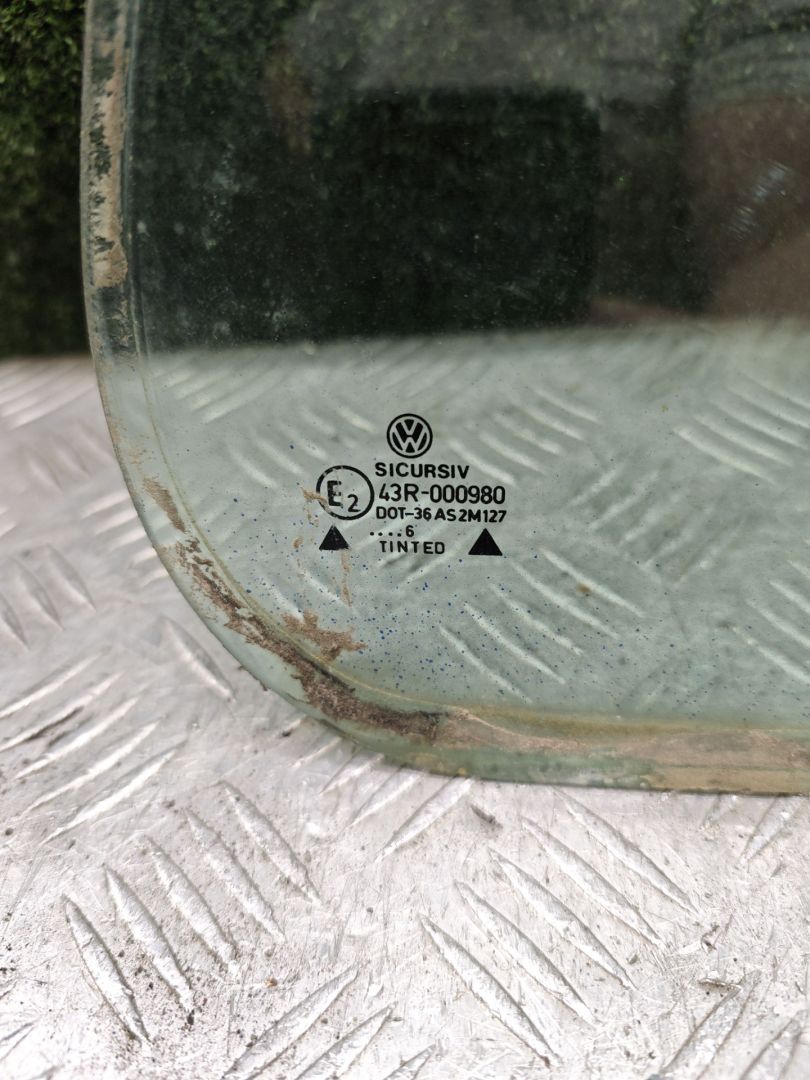 VW
SICURSIV
E2 43R-000980
DOT-36 AS2M127
....6
TINTED